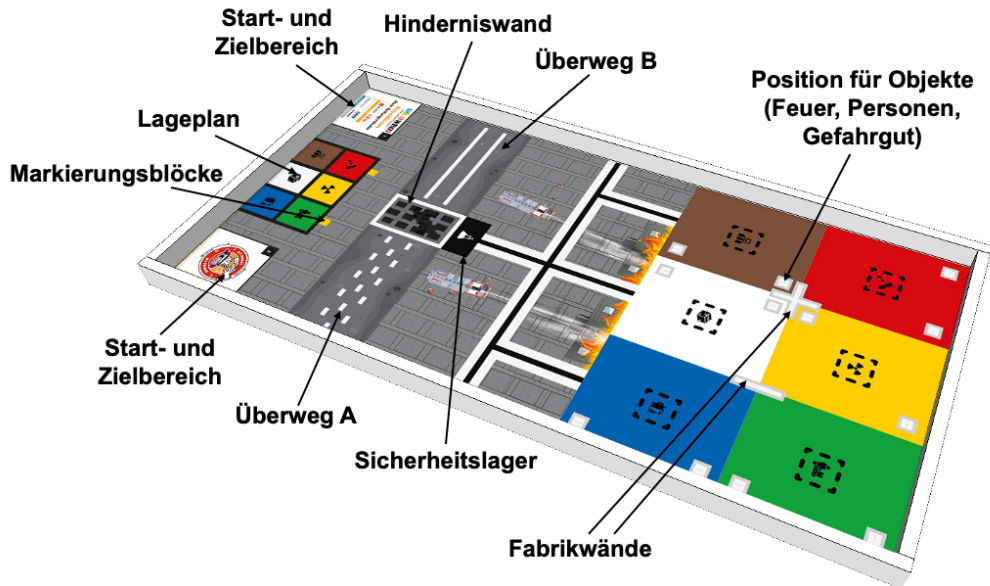 Start- und
Zielbereich
Hinderniswand
Überweg B
Position für Objekte
(Feuer, Personen,
Gefahrgut)
Lageplan
Markierungsblöcke
Start- und
Zielbereich
Überweg A
Sicherheitslager
Fabrikwände